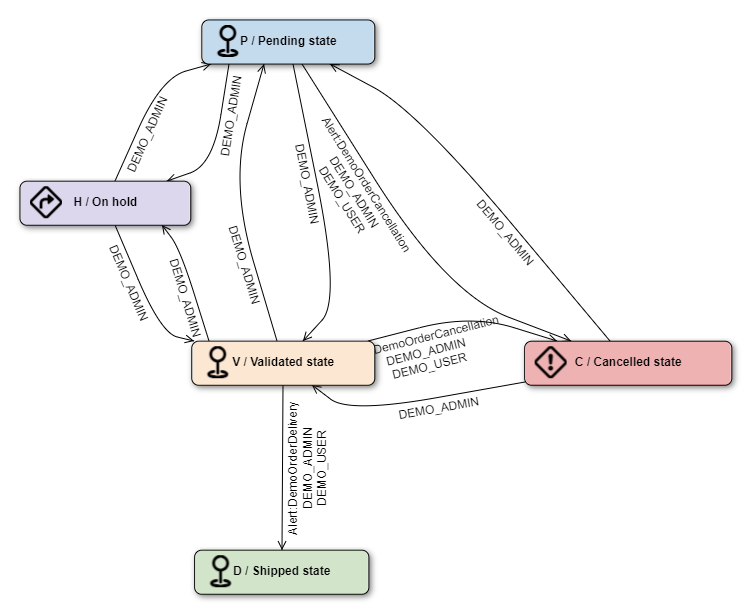 P / Pending state
DEMO_ADMIN
DEMO_ADMIN
DEMO_ADMIN
Alert:DemoOrderCancellation
DEMO_ADMIN
DEMO_USER
H / On hold
DEMO_ADMIN
DEMO_ADMIN
DEMO_ADMIN
DEMO_ADMIN
DEMO_ADMIN
DemoOrderCancellation
DEMO_ADMIN
DEMO_USER
V / Validated state
C / Cancelled state
DEMO_ADMIN
Alert:DemoOrderDelivery
DEMO_ADMIN
DEMO_USER
D / Shipped state